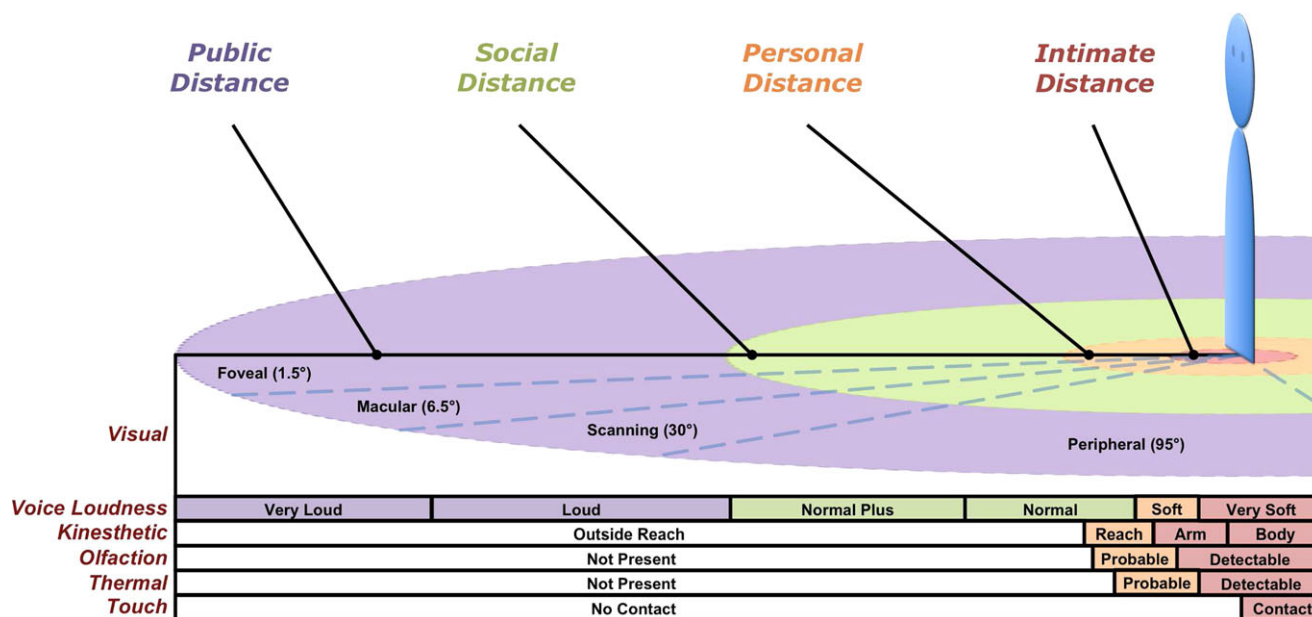 Public Social Personal Intimate
Distance Distance Distance Distance
Foveal (1.5°)
Macular (6.5°)
Scanning (30°)
Visual
Peripheral (95°)
Voice Loudness Very Loud Loud Normal Plus Normal Soft Very Soft
Kinesthetic Outside Reach Reach Arm Body
Olfaction Not Present Probable Detectable
Thermal Not Present Probable Detectable
Touch No Contact Contact